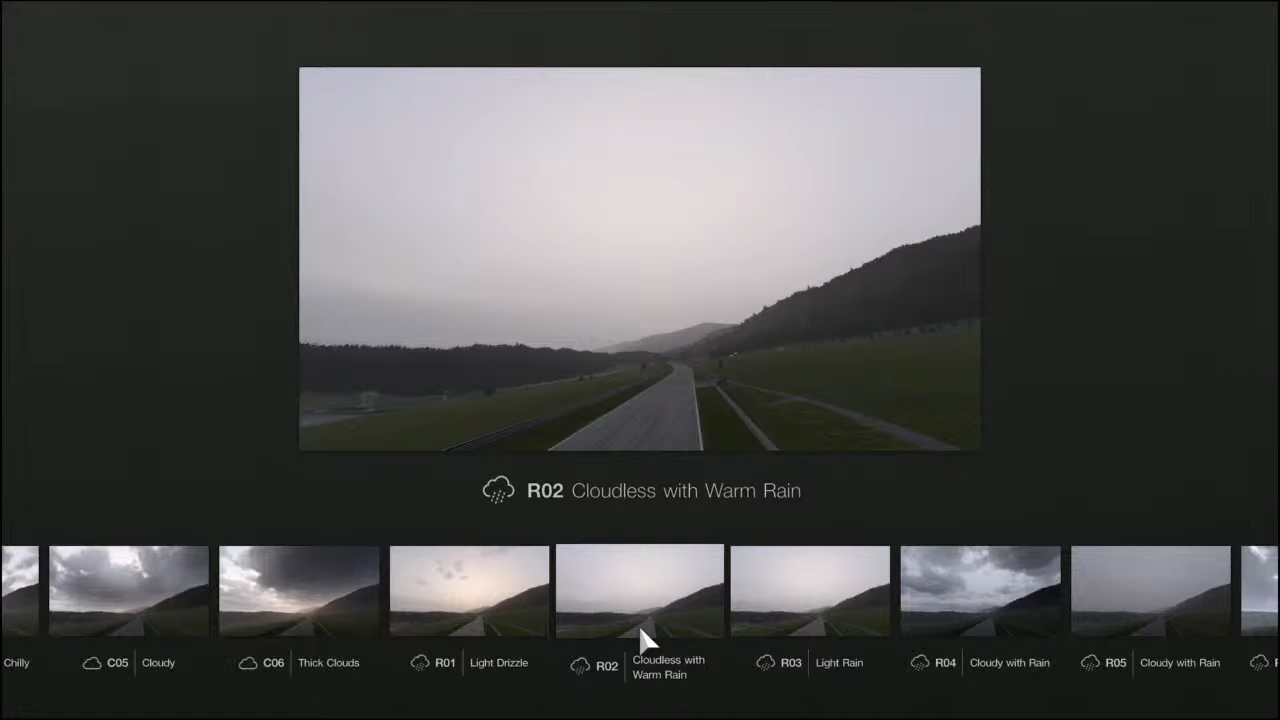 R02 Cloudless with Warm Rain
Chilly
C05 Cloudy
C06 Thick Clouds
R01 Light Drizzle
R02 Cloudless with
Warm Rain
R03 Light Rain
R04 Cloudy with Rain
R05 Cloudy with Rain